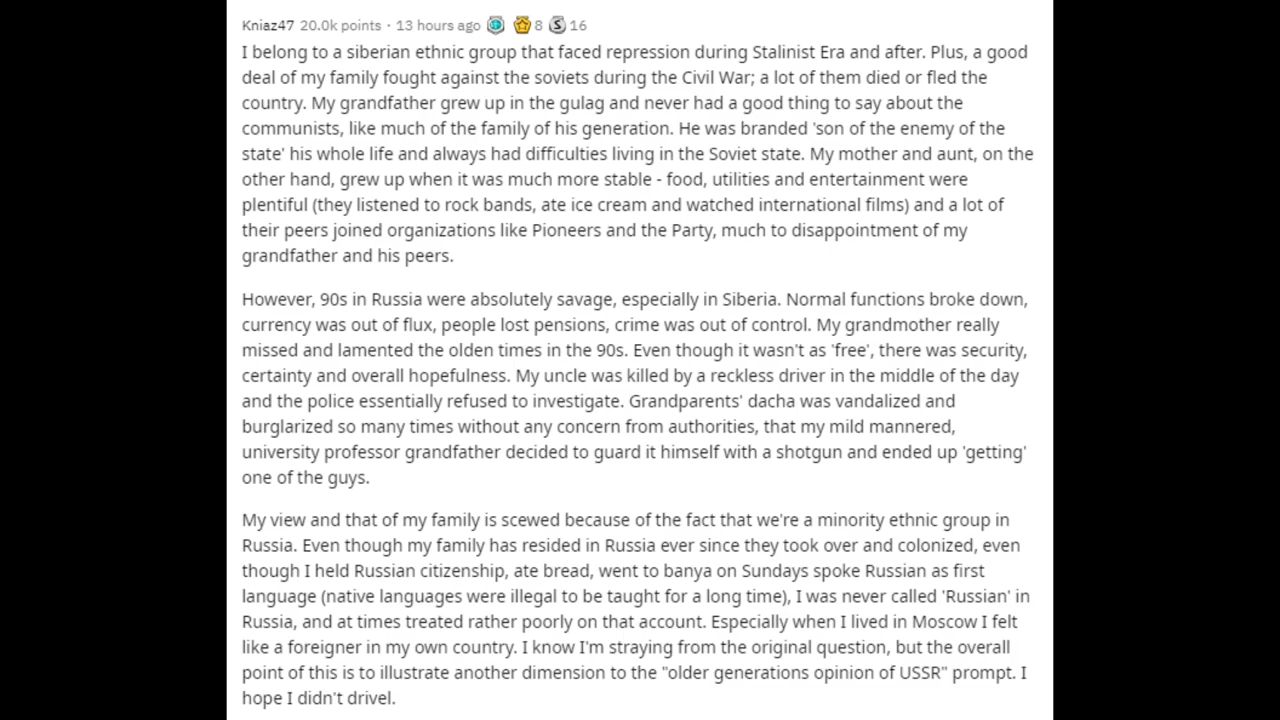 Kniaz47 20.0k points · 13 hours ago 8 16
I belong to a siberian ethnic group that faced repression during Stalinist Era and after. Plus, a good
deal of my family fought against the soviets during the Civil War; a lot of them died or fled the
country. My grandfather grew up in the gulag and never had a good thing to say about the
communists, like much of the family of his generation. He was branded 'son of the enemy of the
state' his whole life and always had difficulties living in the Soviet state. My mother and aunt, on the
other hand, grew up when it was much more stable - food, utilities and entertainment were
plentiful (they listened to rock bands, ate ice cream and watched international films) and a lot of
their peers joined organizations like Pioneers and the Party, much to disappointment of my
grandfather and his peers.
However, 90s in Russia were absolutely savage, especially in Siberia. Normal functions broke down,
currency was out of flux, people lost pensions, crime was out of control. My grandmother really
missed and lamented the olden times in the 90s. Even though it wasn't as 'free', there was security,
certainty and overall hopefulness. My uncle was killed by a reckless driver in the middle of the day
and the police essentially refused to investigate. Grandparents' dacha was vandalized and
burglarized so many times without any concern from authorities, that my mild mannered,
university professor grandfather decided to guard it himself with a shotgun and ended up 'getting'
one of the guys.
My view and that of my family is scewed because of the fact that we're a minority ethnic group in
Russia. Even though my family has resided in Russia ever since they took over and colonized, even
though I held Russian citizenship, ate bread, went to banya on Sundays spoke Russian as first
language (native languages were illegal to be taught for a long time), I was never called 'Russian' in
Russia, and at times treated rather poorly on that account. Especially when I lived in Moscow I felt
like a foreigner in my own country. I know I'm straying from the original question, but the overall
point of this is to illustrate another dimension to the "older generations opinion of USSR" prompt. I
hope I didn't drivel.